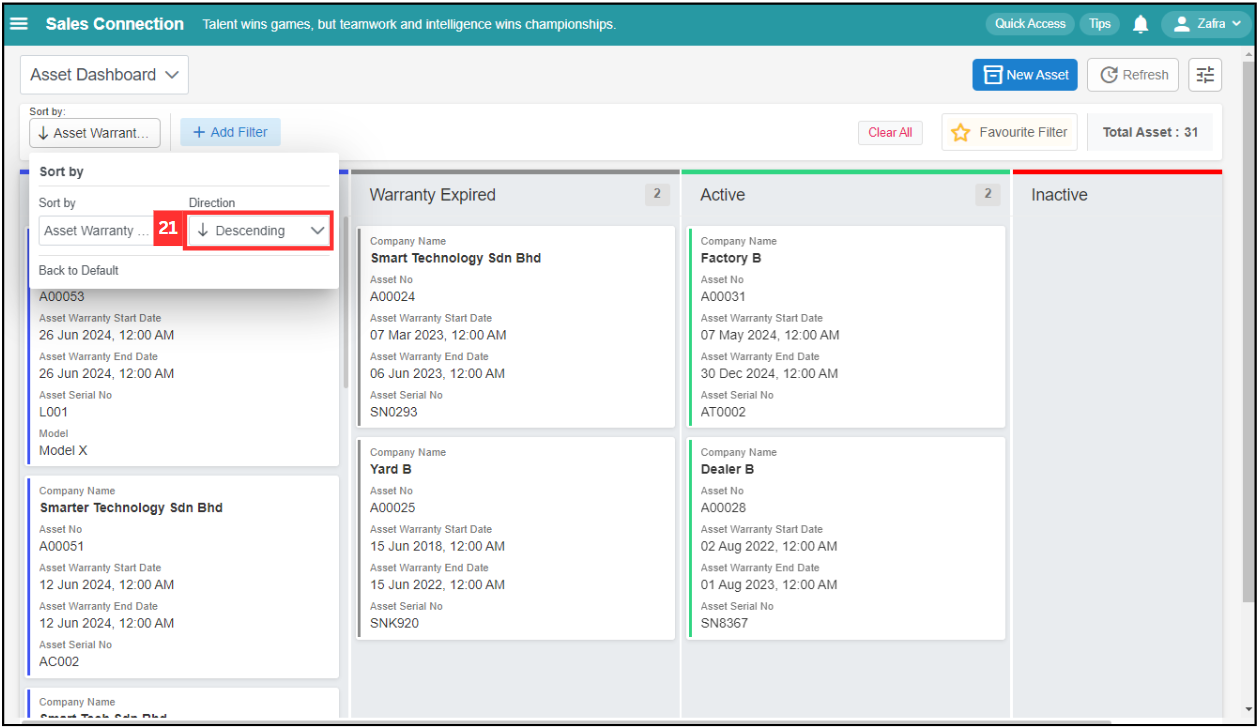 Sales Connection Talent wins games, but teamwork and intelligence wins championships. Quick Access Tips Zafra
Asset Dashboard New Asset Refresh
Sort by:
Asset Warrant... + Add Filter Clear All Favourite Filter Total Asset : 31
Sort by
Sort by Direction
Asset Warranty ... 21 Descending
Back to Default
A00053
Asset Warranty Start Date
26 Jun 2024, 12:00 AM
Asset Warranty End Date
26 Jun 2024, 12:00 AM
Asset Serial No
L001
Model
Model X
Company Name
Smarter Technology Sdn Bhd
Asset No
A00051
Asset Warranty Start Date
12 Jun 2024, 12:00 AM
Asset Warranty End Date
12 Jun 2024, 12:00 AM
Asset Serial No
AC002
Company Name
Smart Tech Sdn Bhd
Warranty Expired 2
Company Name
Smart Technology Sdn Bhd
Asset No
A00024
Asset Warranty Start Date
07 Mar 2023, 12:00 AM
Asset Warranty End Date
06 Jun 2023, 12:00 AM
Asset Serial No
SN0293
Company Name
Yard B
Asset No
A00025
Asset Warranty Start Date
15 Jun 2018, 12:00 AM
Asset Warranty End Date
15 Jun 2022, 12:00 AM
Asset Serial No
SNK920
Active 2
Company Name
Factory B
Asset No
A00031
Asset Warranty Start Date
07 May 2024, 12:00 AM
Asset Warranty End Date
30 Dec 2024, 12:00 AM
Asset Serial No
AT0002
Company Name
Dealer B
Asset No
A00028
Asset Warranty Start Date
02 Aug 2022, 12:00 AM
Asset Warranty End Date
01 Aug 2023, 12:00 AM
Asset Serial No
SN8367
Inactive